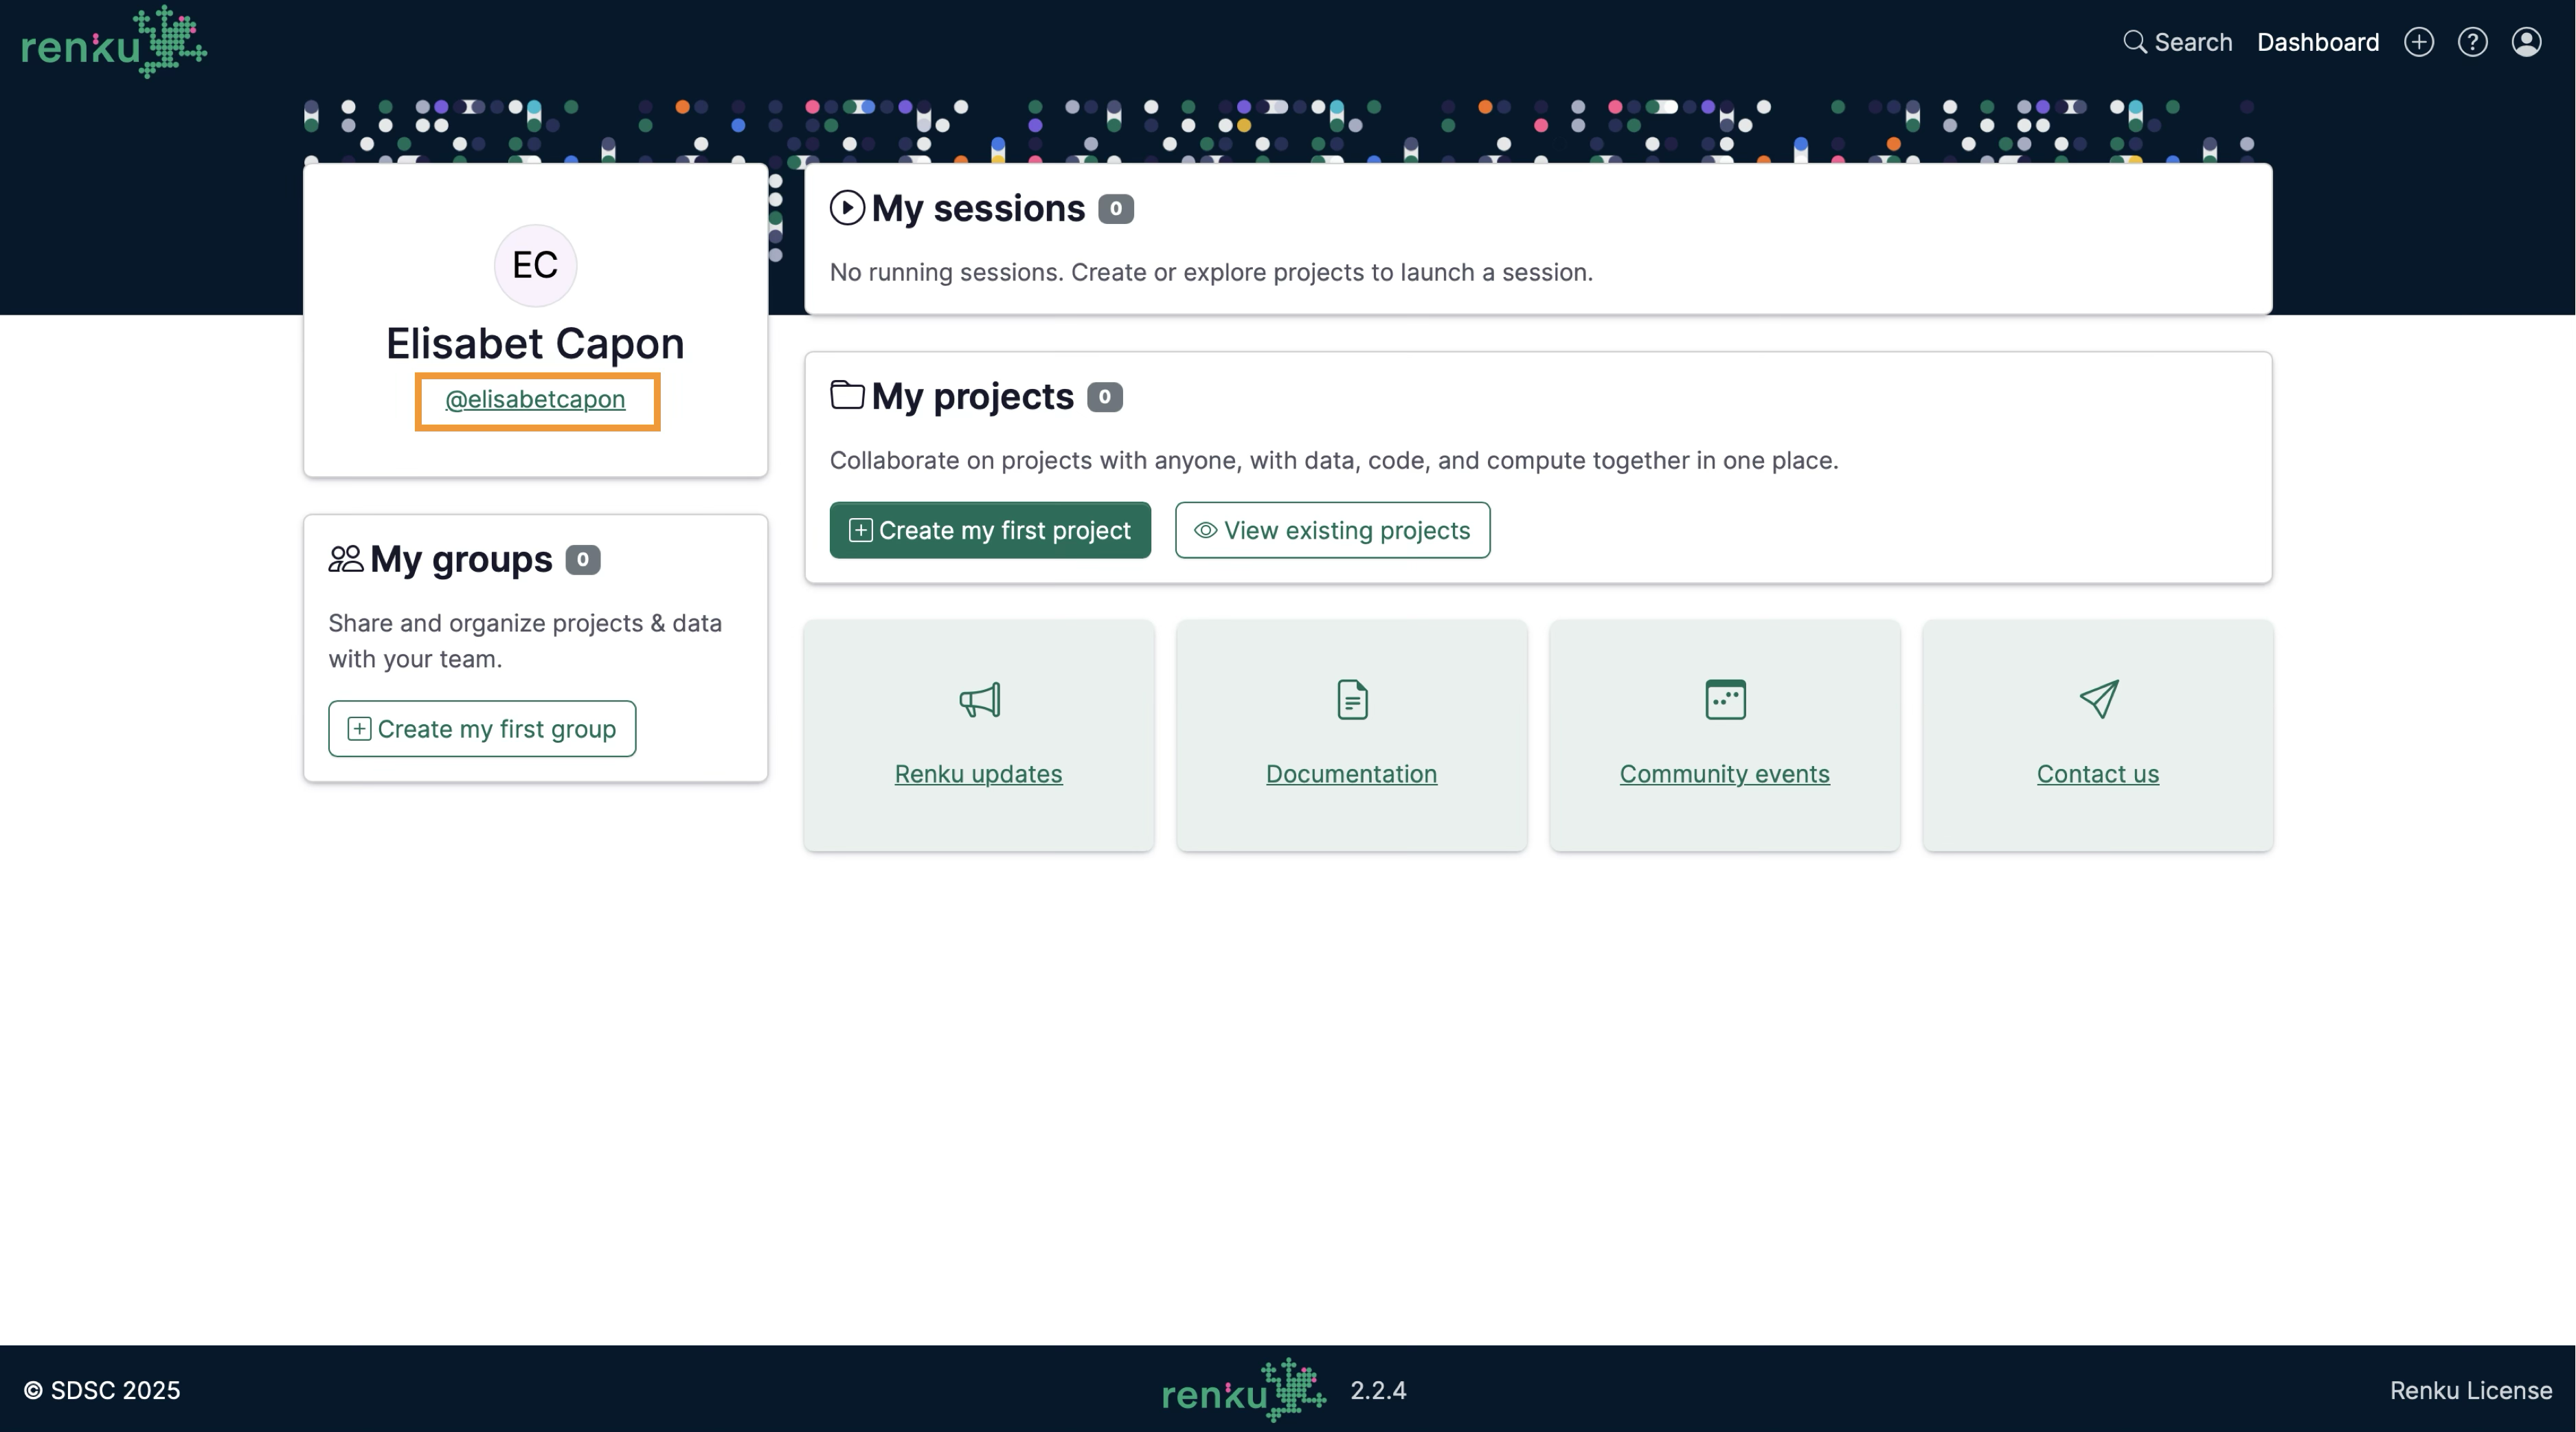 renku
Search Dashboard
EC
Elisabet Capon
@elisabetcapon
My groups 0
Share and organize projects & data
with your team.
Create my first group
My sessions 0
No running sessions. Create or explore projects to launch a session.
My projects 0
Collaborate on projects with anyone, with data, code, and compute together in one place.
Create my first project View existing projects
Renku updates Documentation Community events Contact us
© SDSC 2025 renku 2.2.4 Renku License